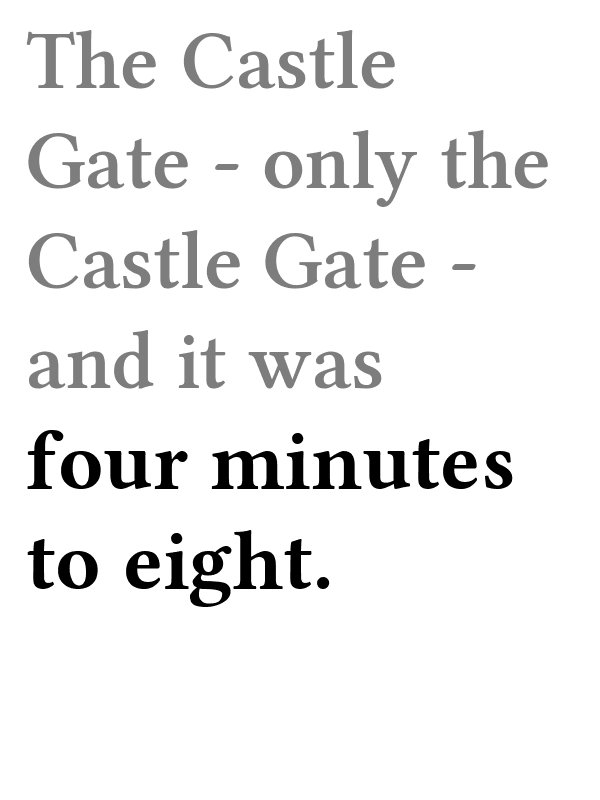 The Castle
Gate - only the
Castle Gate -
and it was
four minutes
to eight.